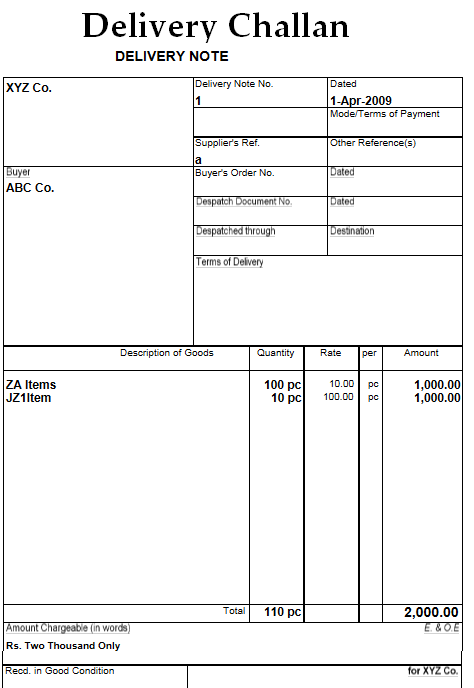 Delivery Challan
DELIVERY NOTE
XYZ Co.
Delivery Note No. Dated
1 1-Apr-2009
Mode/Terms of Payment
Supplier's Ref. Other Reference(s)
a
Buyer Buyer's Order No. Dated
ABC Co.
Despatch Document No. Dated
Despatched through Destination
Terms of Delivery
Description of Goods Quantity Rate per Amount
ZA Items 100 pc 10.00 pc 1,000.00
JZ1Item 10 pc 100.00 pc 1,000.00
Total 110 pc 2,000.00
Amount Chargeable (in words) E. & O.E
Rs. Two Thousand Only
Recd. in Good Condition for XYZ Co.